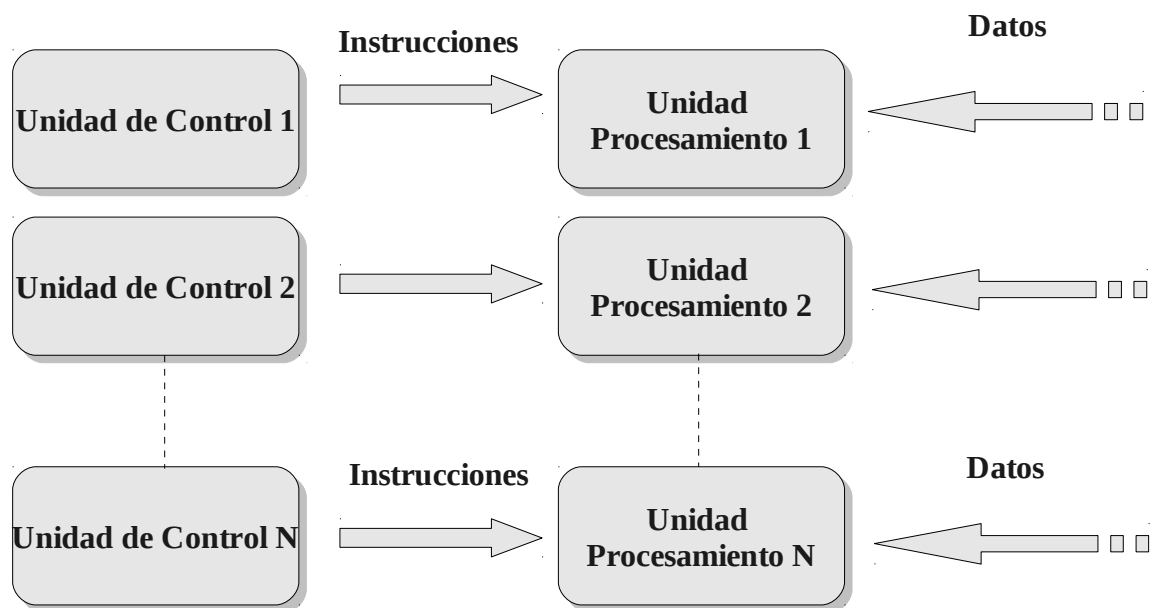 Datos
Instrucciones
Unidad de Control 1
Unidad
Procesamiento 1
Unidad de Control 2
Unidad
Procesamiento 2
Instrucciones
Datos
Unidad de Control N
Unidad
Procesamiento N